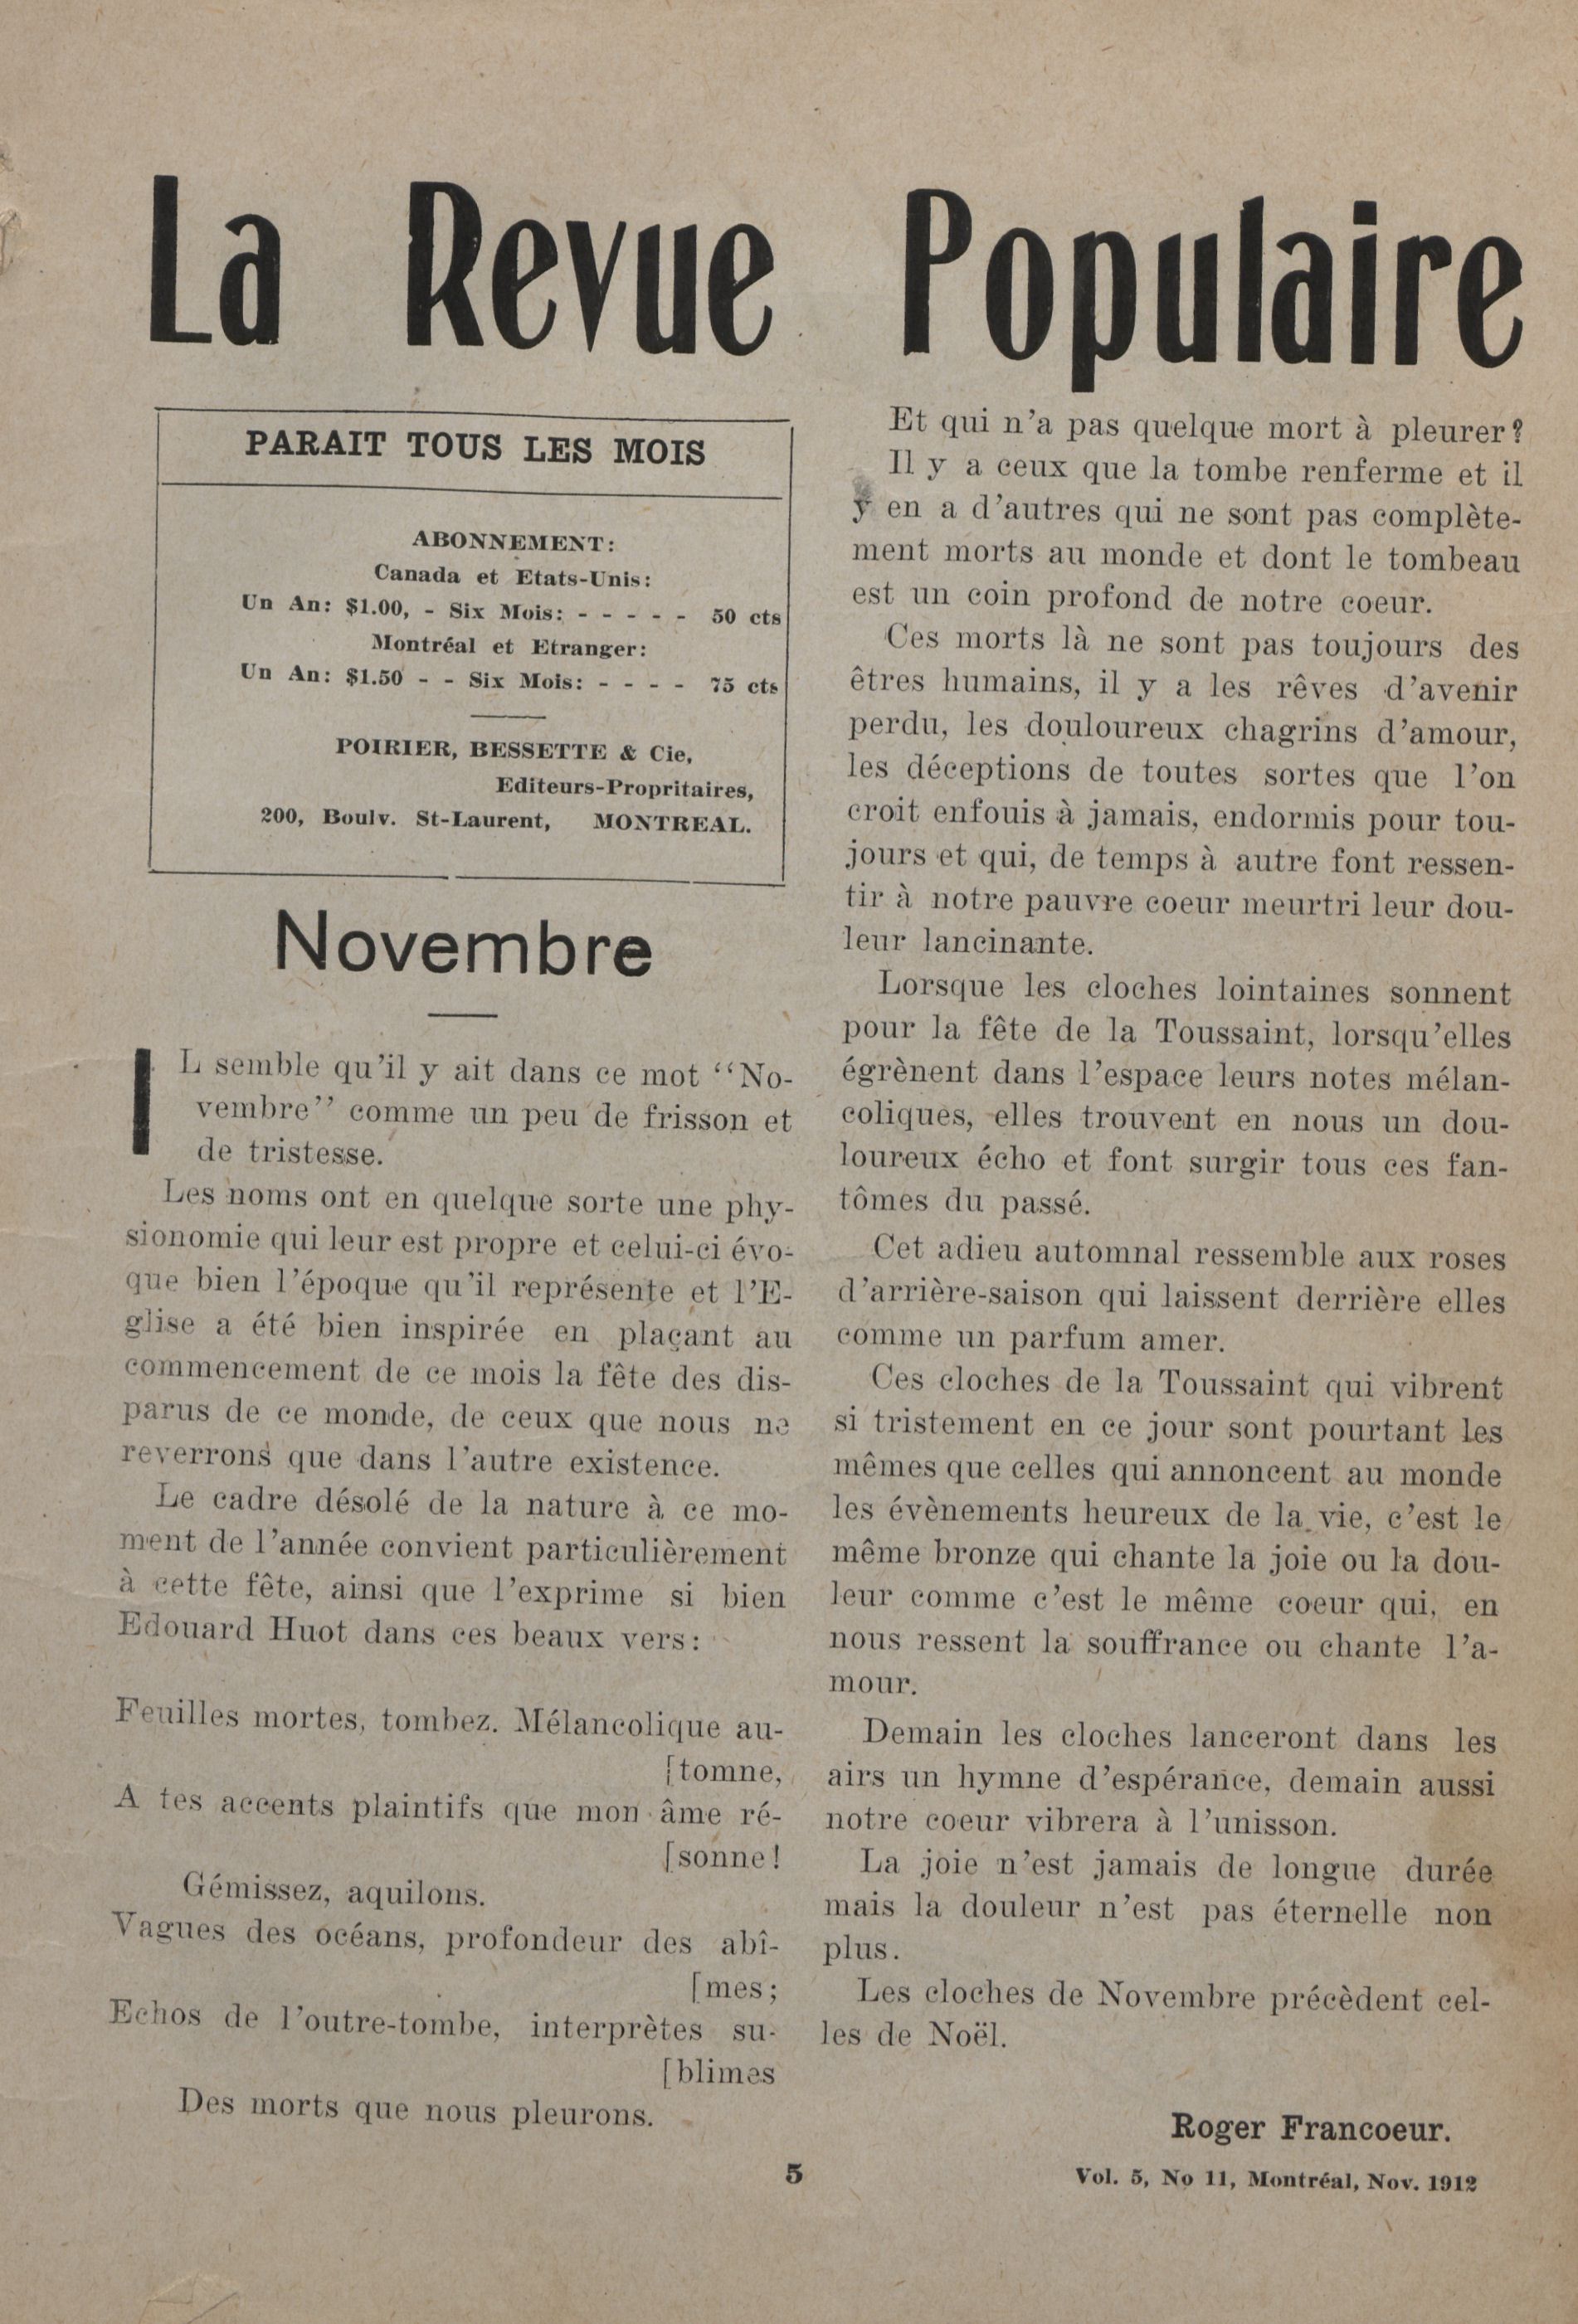 La Revue Populaire
PARAIT TOUS LES MOIS
ABONNEMENT:
Canada et Etats-Unis:
Un An: $1.00, - Six Mois: - - - - - 50 cts
Montréal et Etranger:
Un An: $1.50 - - Six Mois: - - - - 75 cts
POIRIER, BESSETTE & Cie,
Editeurs-Propritaires,
200, Boulv. St-Laurent, MONTREAL.
Novembre
IL semble qu'il y ait dans ce mot "No-
vembre" comme un peu de frisson et
de tristesse.
Les noms ont en quelque sorte une phy-
sionomie qui leur est propre et celui-ci évo-
que bien l'époque qu'il représente et l'E-
glise a été bien inspirée en plaçant au
commencement de ce mois la fête des dis-
parus de ce monde, de ceux que nous ne
reverrons que dans l'autre existence.
Le cadre désolé de la nature à ce mo-
ment de l'année convient particulièrement
à cette fête, ainsi que l'exprime si bien
Edouard Huot dans ces beaux vers:
Feuilles mortes, tombez. Mélancolique au-
[tomne,
A tes accents plaintifs que mon âme ré-
[sonne!
Gémissez, aquilons.
Vagues des océans, profondeur des abî-
[mes;
Echos de l'outre-tombe, interprètes su-
[blimes
Des morts que nous pleurons.
Et qui n'a pas quelque mort à pleurer?
Il y a ceux que la tombe renferme et il
y en a d'autres qui ne sont pas complète-
ment morts au monde et dont le tombeau
est un coin profond de notre coeur.
Ces morts là ne sont pas toujours des
êtres humains, il y a les rêves d'avenir
perdu, les douloureux chagrins d'amour,
les déceptions de toutes sortes que l'on
croit enfouis à jamais, endormis pour tou-
jours et qui, de temps à autre font ressen-
tir à notre pauvre coeur meurtri leur dou-
leur lancinante.
Lorsque les cloches lointaines sonnent
pour la fête de la Toussaint, lorsqu'elles
égrènent dans l'espace leurs notes mélan-
coliques, elles trouvent en nous un dou-
loureux écho et font surgir tous ces fan-
tômes du passé.
Cet adieu automnal ressemble aux roses
d'arrière-saison qui laissent derrière elles
comme un parfum amer.
Ces cloches de la Toussaint qui vibrent
si tristement en ce jour sont pourtant les
mêmes que celles qui annoncent au monde
les évènements heureux de la vie, c'est le
même bronze qui chante la joie ou la dou-
leur comme c'est le même coeur qui, en
nous ressent la souffrance ou chante l'a-
mour.
Demain les cloches lanceront dans les
airs un hymne d'espérance, demain aussi
notre coeur vibrera à l'unisson.
La joie n'est jamais de longue durée
mais la douleur n'est pas éternelle non
plus.
Les cloches de Novembre précèdent cel-
les de Noël.
Roger Francoeur.
5
Vol. 5, No 11, Montréal, Nov. 1912